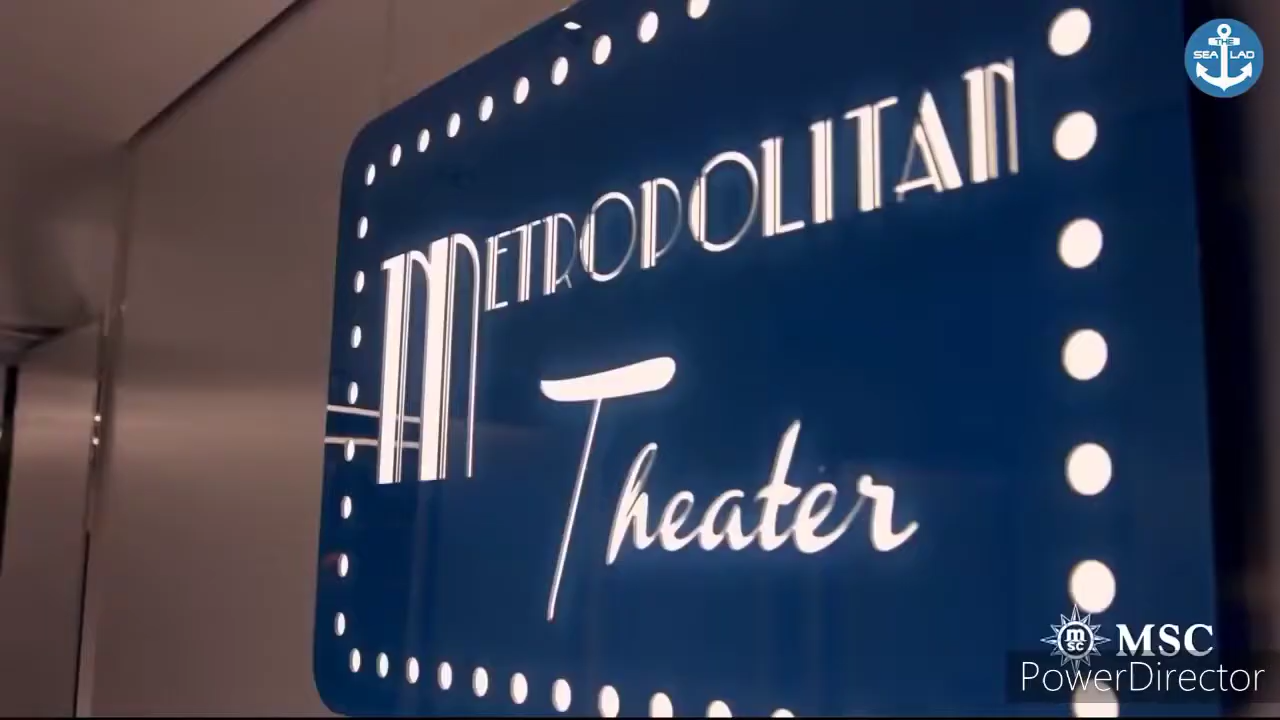 THE
SEA LAD
METROPOLITAN
Theater
msc MSC
PowerDirector